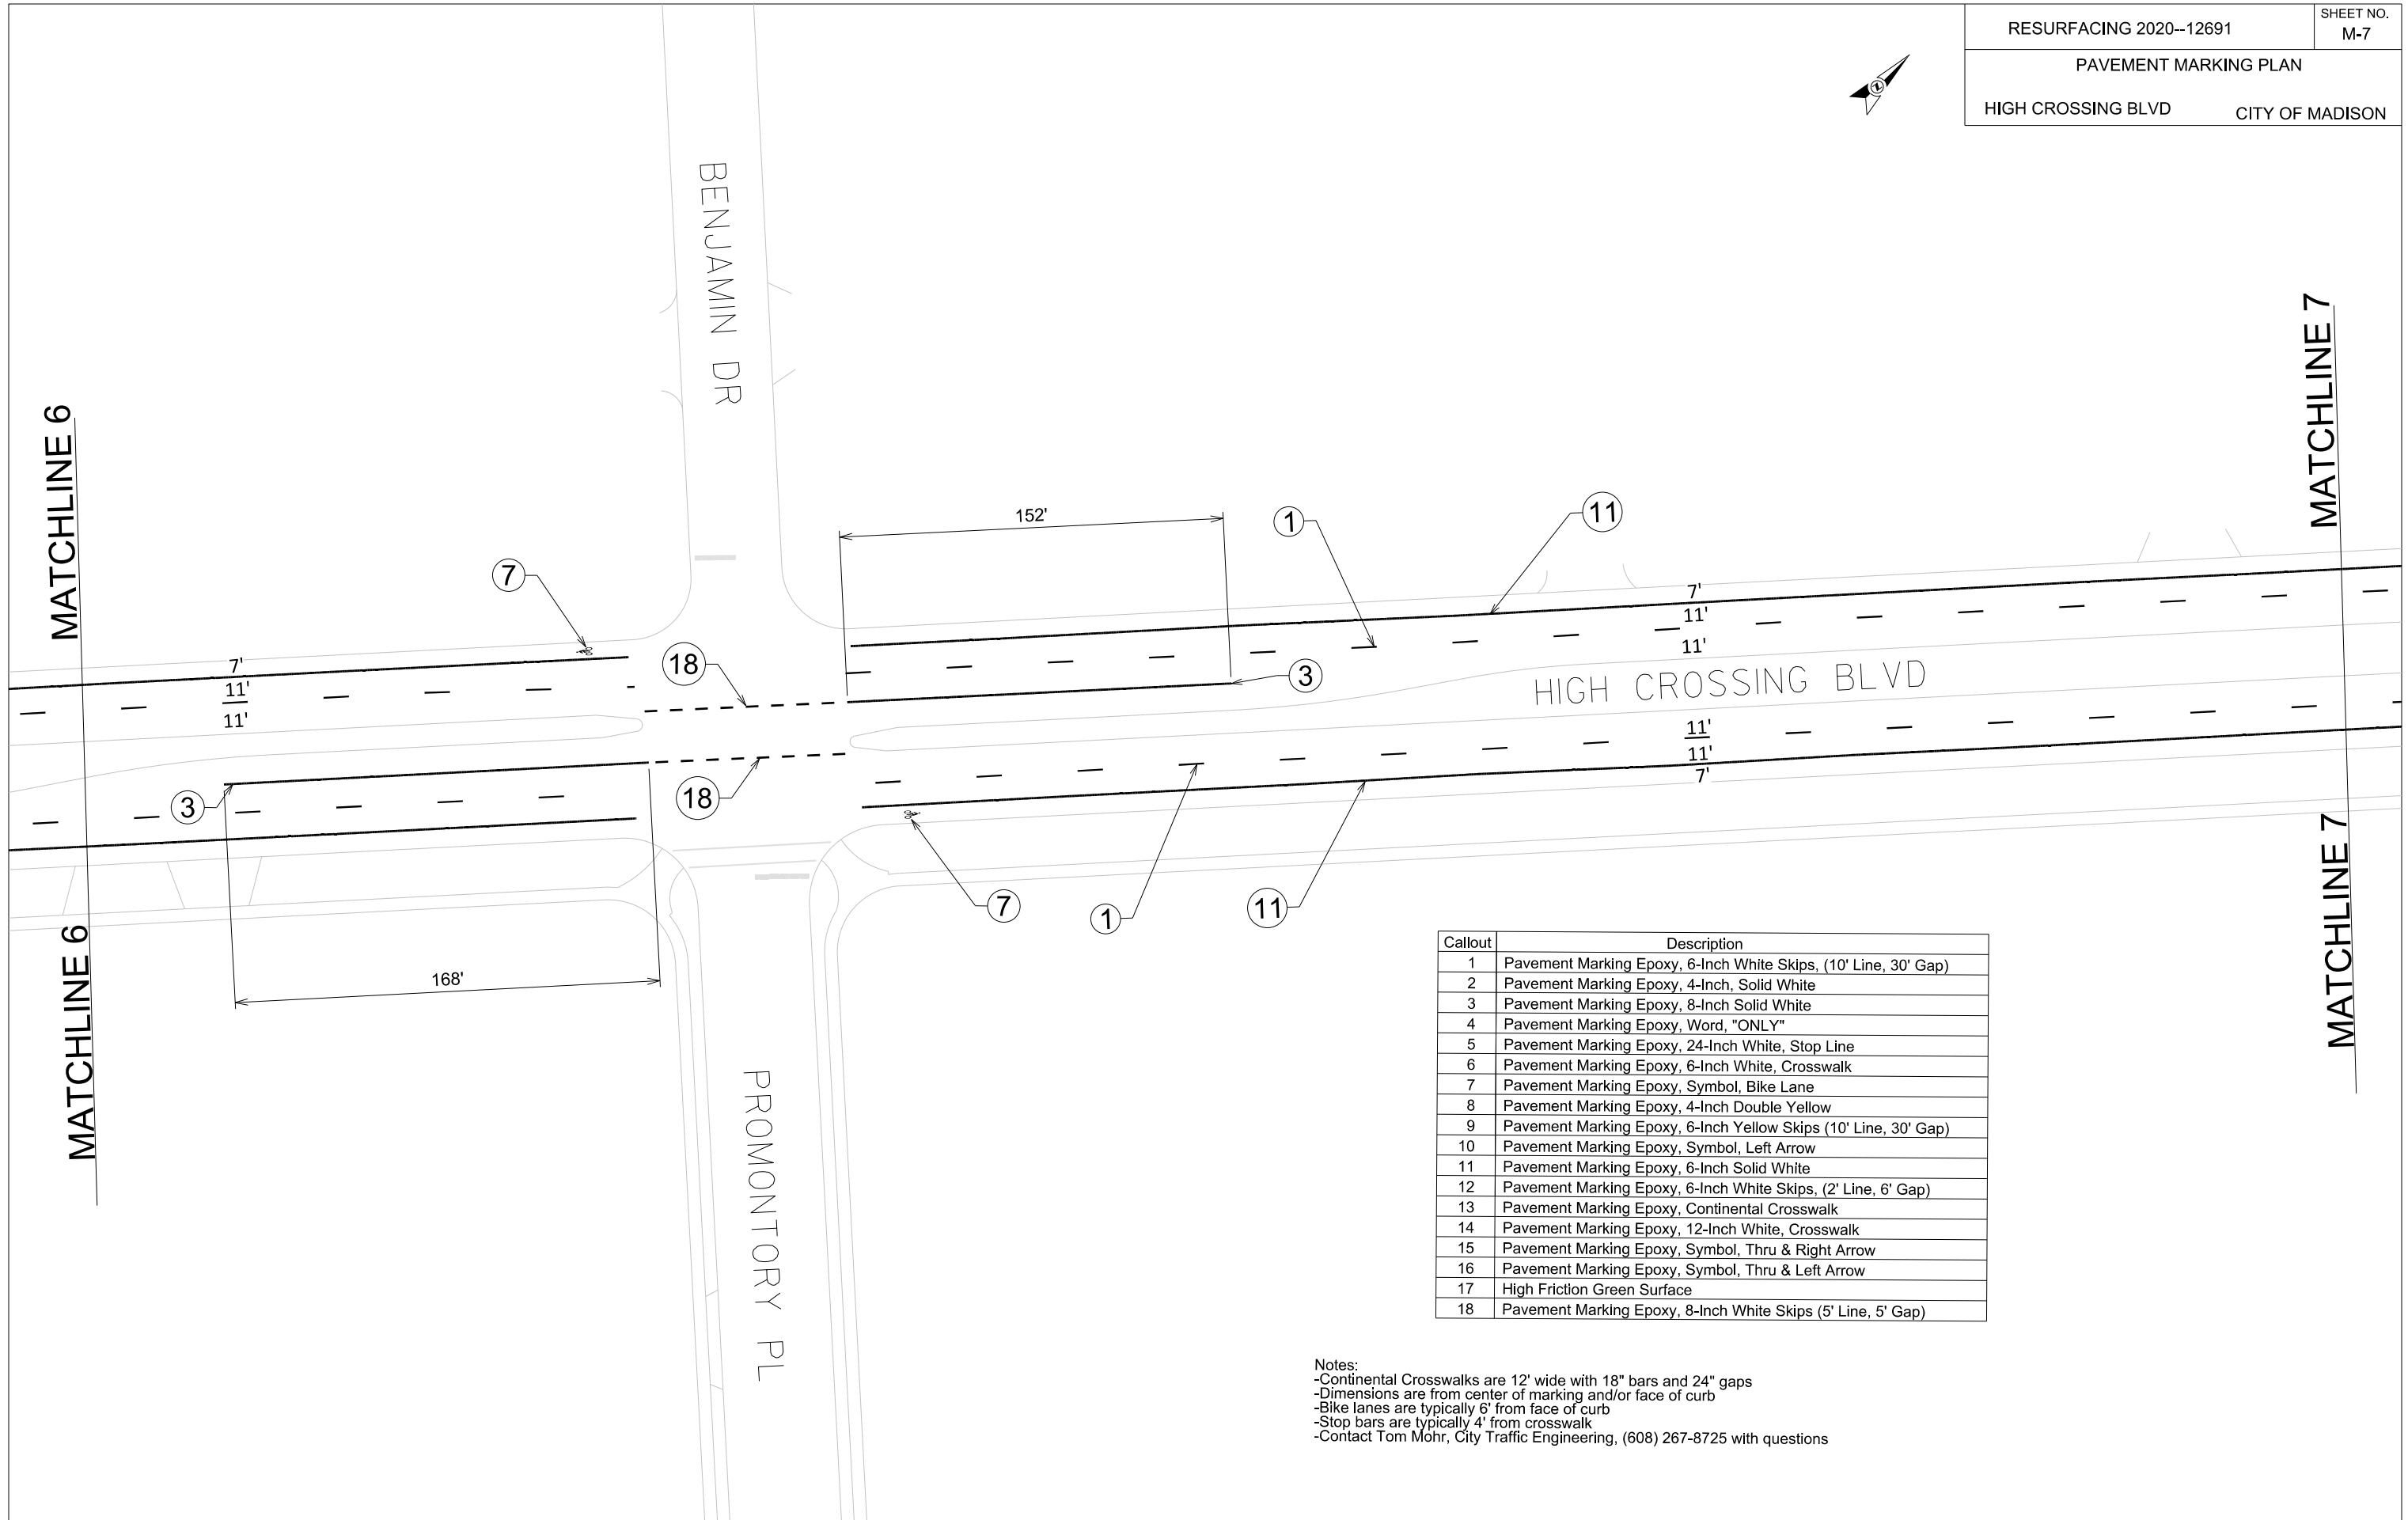 RESURFACING 2020--12691
SHEET NO.
M-7
PAVEMENT MARKING PLAN
HIGH CROSSING BLVD
CITY OF MADISON
BENJAMIN DR
MATCHLINE 6
MATCHLINE 7
152'
1
11
7
18
3
7'
11'
11'
7'
11'
11'
HIGH CROSSING BLVD
11'
11'
7'
3
18
7
1
11
168'
MATCHLINE 6
MATCHLINE 7
PROMONTORY PL
Callout Description
1 Pavement Marking Epoxy, 6-Inch White Skips, (10' Line, 30' Gap)
2 Pavement Marking Epoxy, 4-Inch, Solid White
3 Pavement Marking Epoxy, 8-Inch Solid White
4 Pavement Marking Epoxy, Word, "ONLY"
5 Pavement Marking Epoxy, 24-Inch White, Stop Line
6 Pavement Marking Epoxy, 6-Inch White, Crosswalk
7 Pavement Marking Epoxy, Symbol, Bike Lane
8 Pavement Marking Epoxy, 4-Inch Double Yellow
9 Pavement Marking Epoxy, 6-Inch Yellow Skips (10' Line, 30' Gap)
10 Pavement Marking Epoxy, Symbol, Left Arrow
11 Pavement Marking Epoxy, 6-Inch Solid White
12 Pavement Marking Epoxy, 6-Inch White Skips, (2' Line, 6' Gap)
13 Pavement Marking Epoxy, Continental Crosswalk
14 Pavement Marking Epoxy, 12-Inch White, Crosswalk
15 Pavement Marking Epoxy, Symbol, Thru & Right Arrow
16 Pavement Marking Epoxy, Symbol, Thru & Left Arrow
17 High Friction Green Surface
18 Pavement Marking Epoxy, 8-Inch White Skips (5' Line, 5' Gap)
Notes:
-Continental Crosswalks are 12' wide with 18" bars and 24" gaps
-Dimensions are from center of marking and/or face of curb
-Bike lanes are typically 6' from face of curb
-Stop bars are typically 4' from crosswalk
-Contact Tom Mohr, City Traffic Engineering, (608) 267-8725 with questions